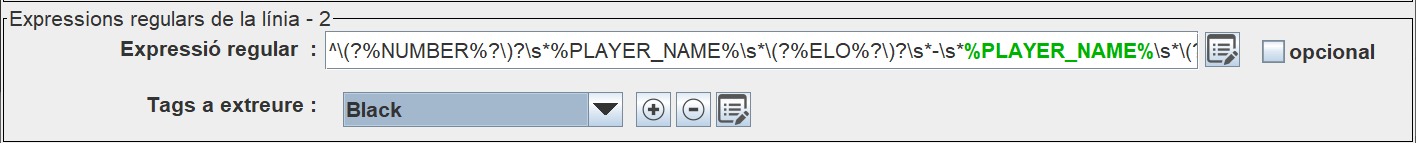 Expressions regulars de la línia - 2
Expressió regular : ^\(?%NUMBER%?\)?\s*%PLAYER_NAME%\s*\(?%ELO%?\)?\s*-\s*%PLAYER_NAME%\s*\(? opcional
Tags a extreure : Black